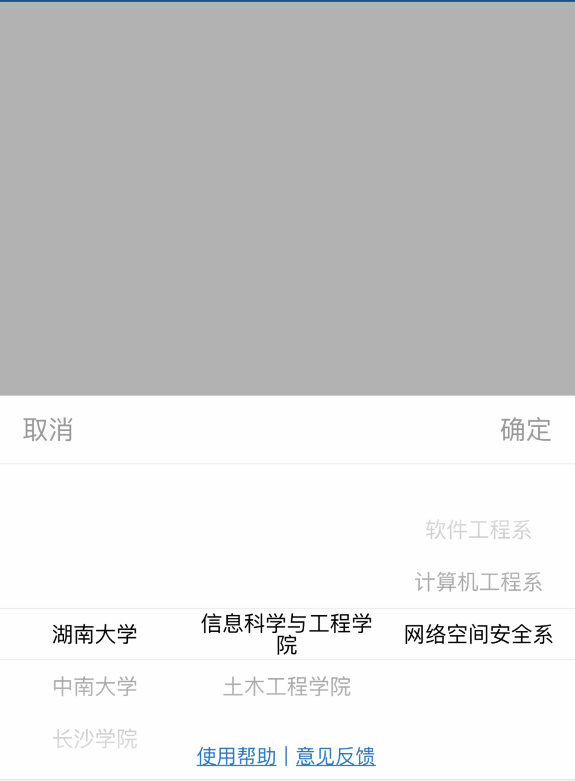 取消 确定
软件工程系
计算机工程系
湖南大学 信息科学与工程学 网络空间安全系
院
中南大学 土木工程学院
长沙学院
使用帮助 | 意见反馈